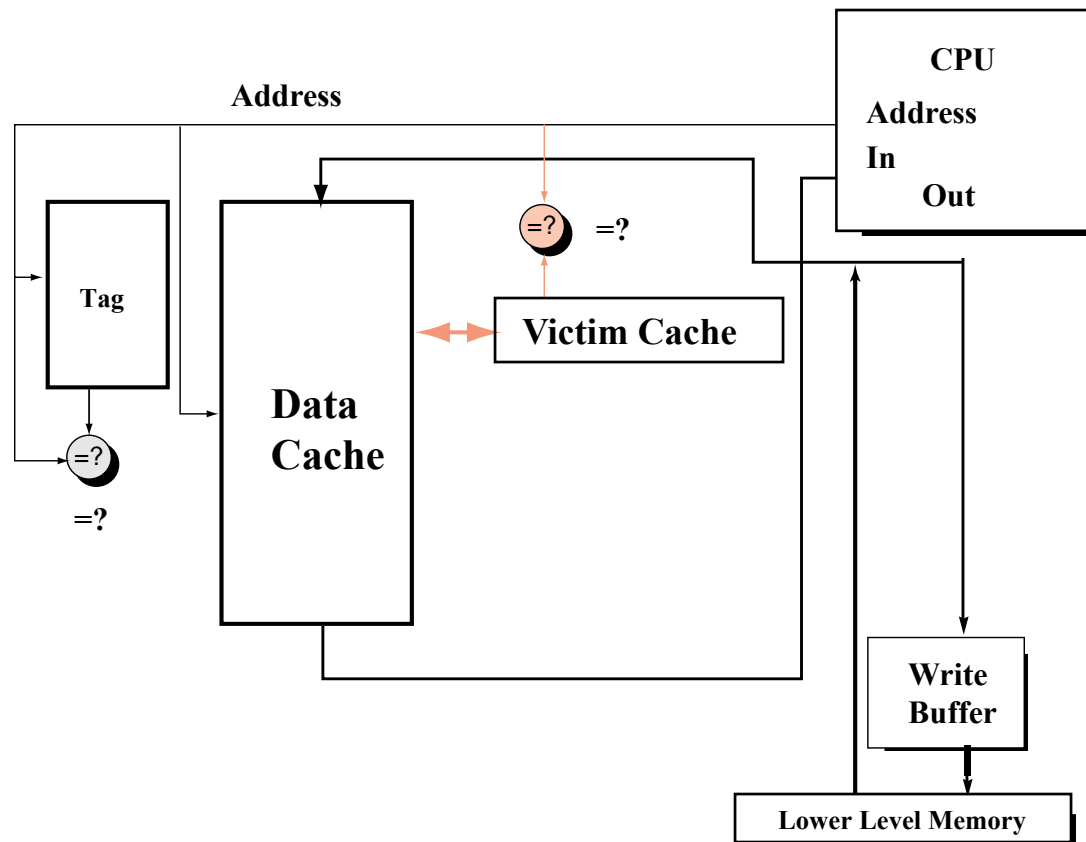 CPU
Address
Address
In
Out
=?
=?
Tag
Victim Cache
Data
Cache
=?
=?
Write
Buffer
Lower Level Memory